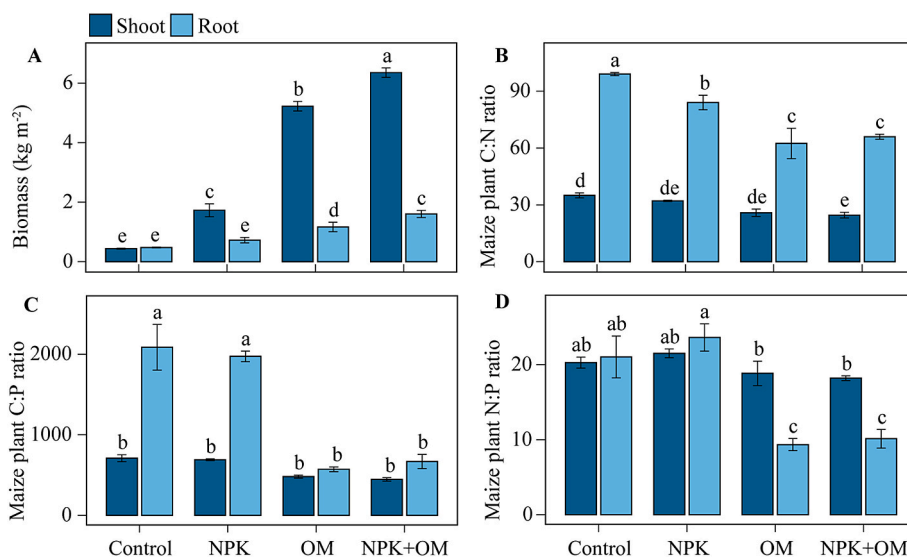 Shoot Root
A
Biomass (kg m⁻²)
6
4
2
0
e e c e b d a c
B
Maize plant C:N ratio
90
60
30
0
d a de b de c e c
C
Maize plant C:P ratio
2000
1000
0
b a b a b b b b
Control NPK OM NPK+OM
D
Maize plant N:P ratio
20
10
0
ab ab ab a b c b c
Control NPK OM NPK+OM